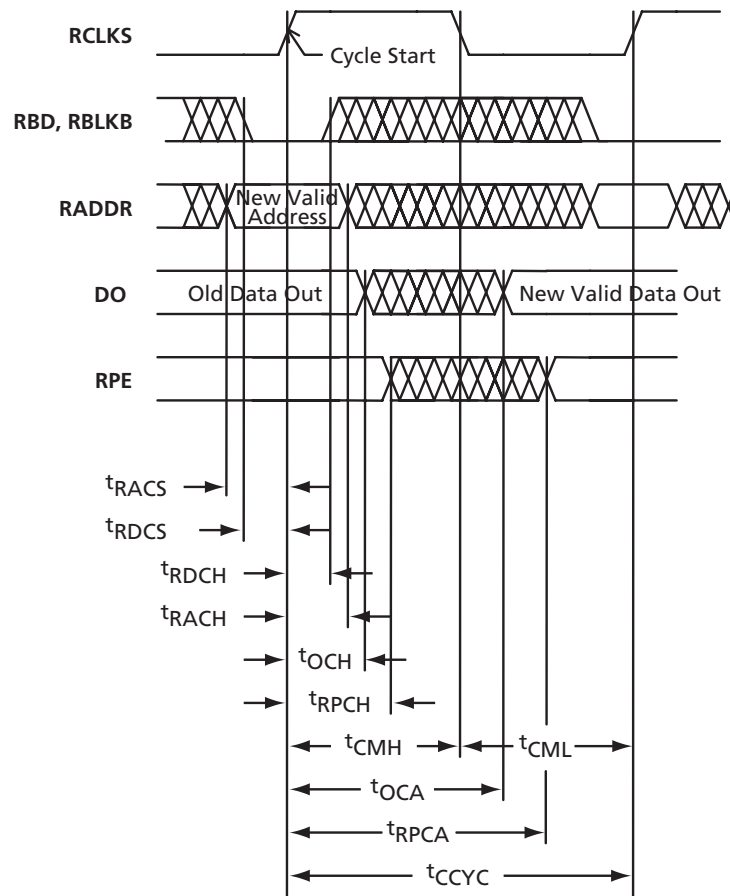 RCLKS
Cycle Start
RBD, RBLKB
RADDR
New Valid
Address
DO
Old Data Out
New Valid Data Out
RPE
tRACS
tRDCS
tRDCH
tRACH
tOCH
tRPCH
tCMH
tCML
tOCA
tRPCA
tCCYC